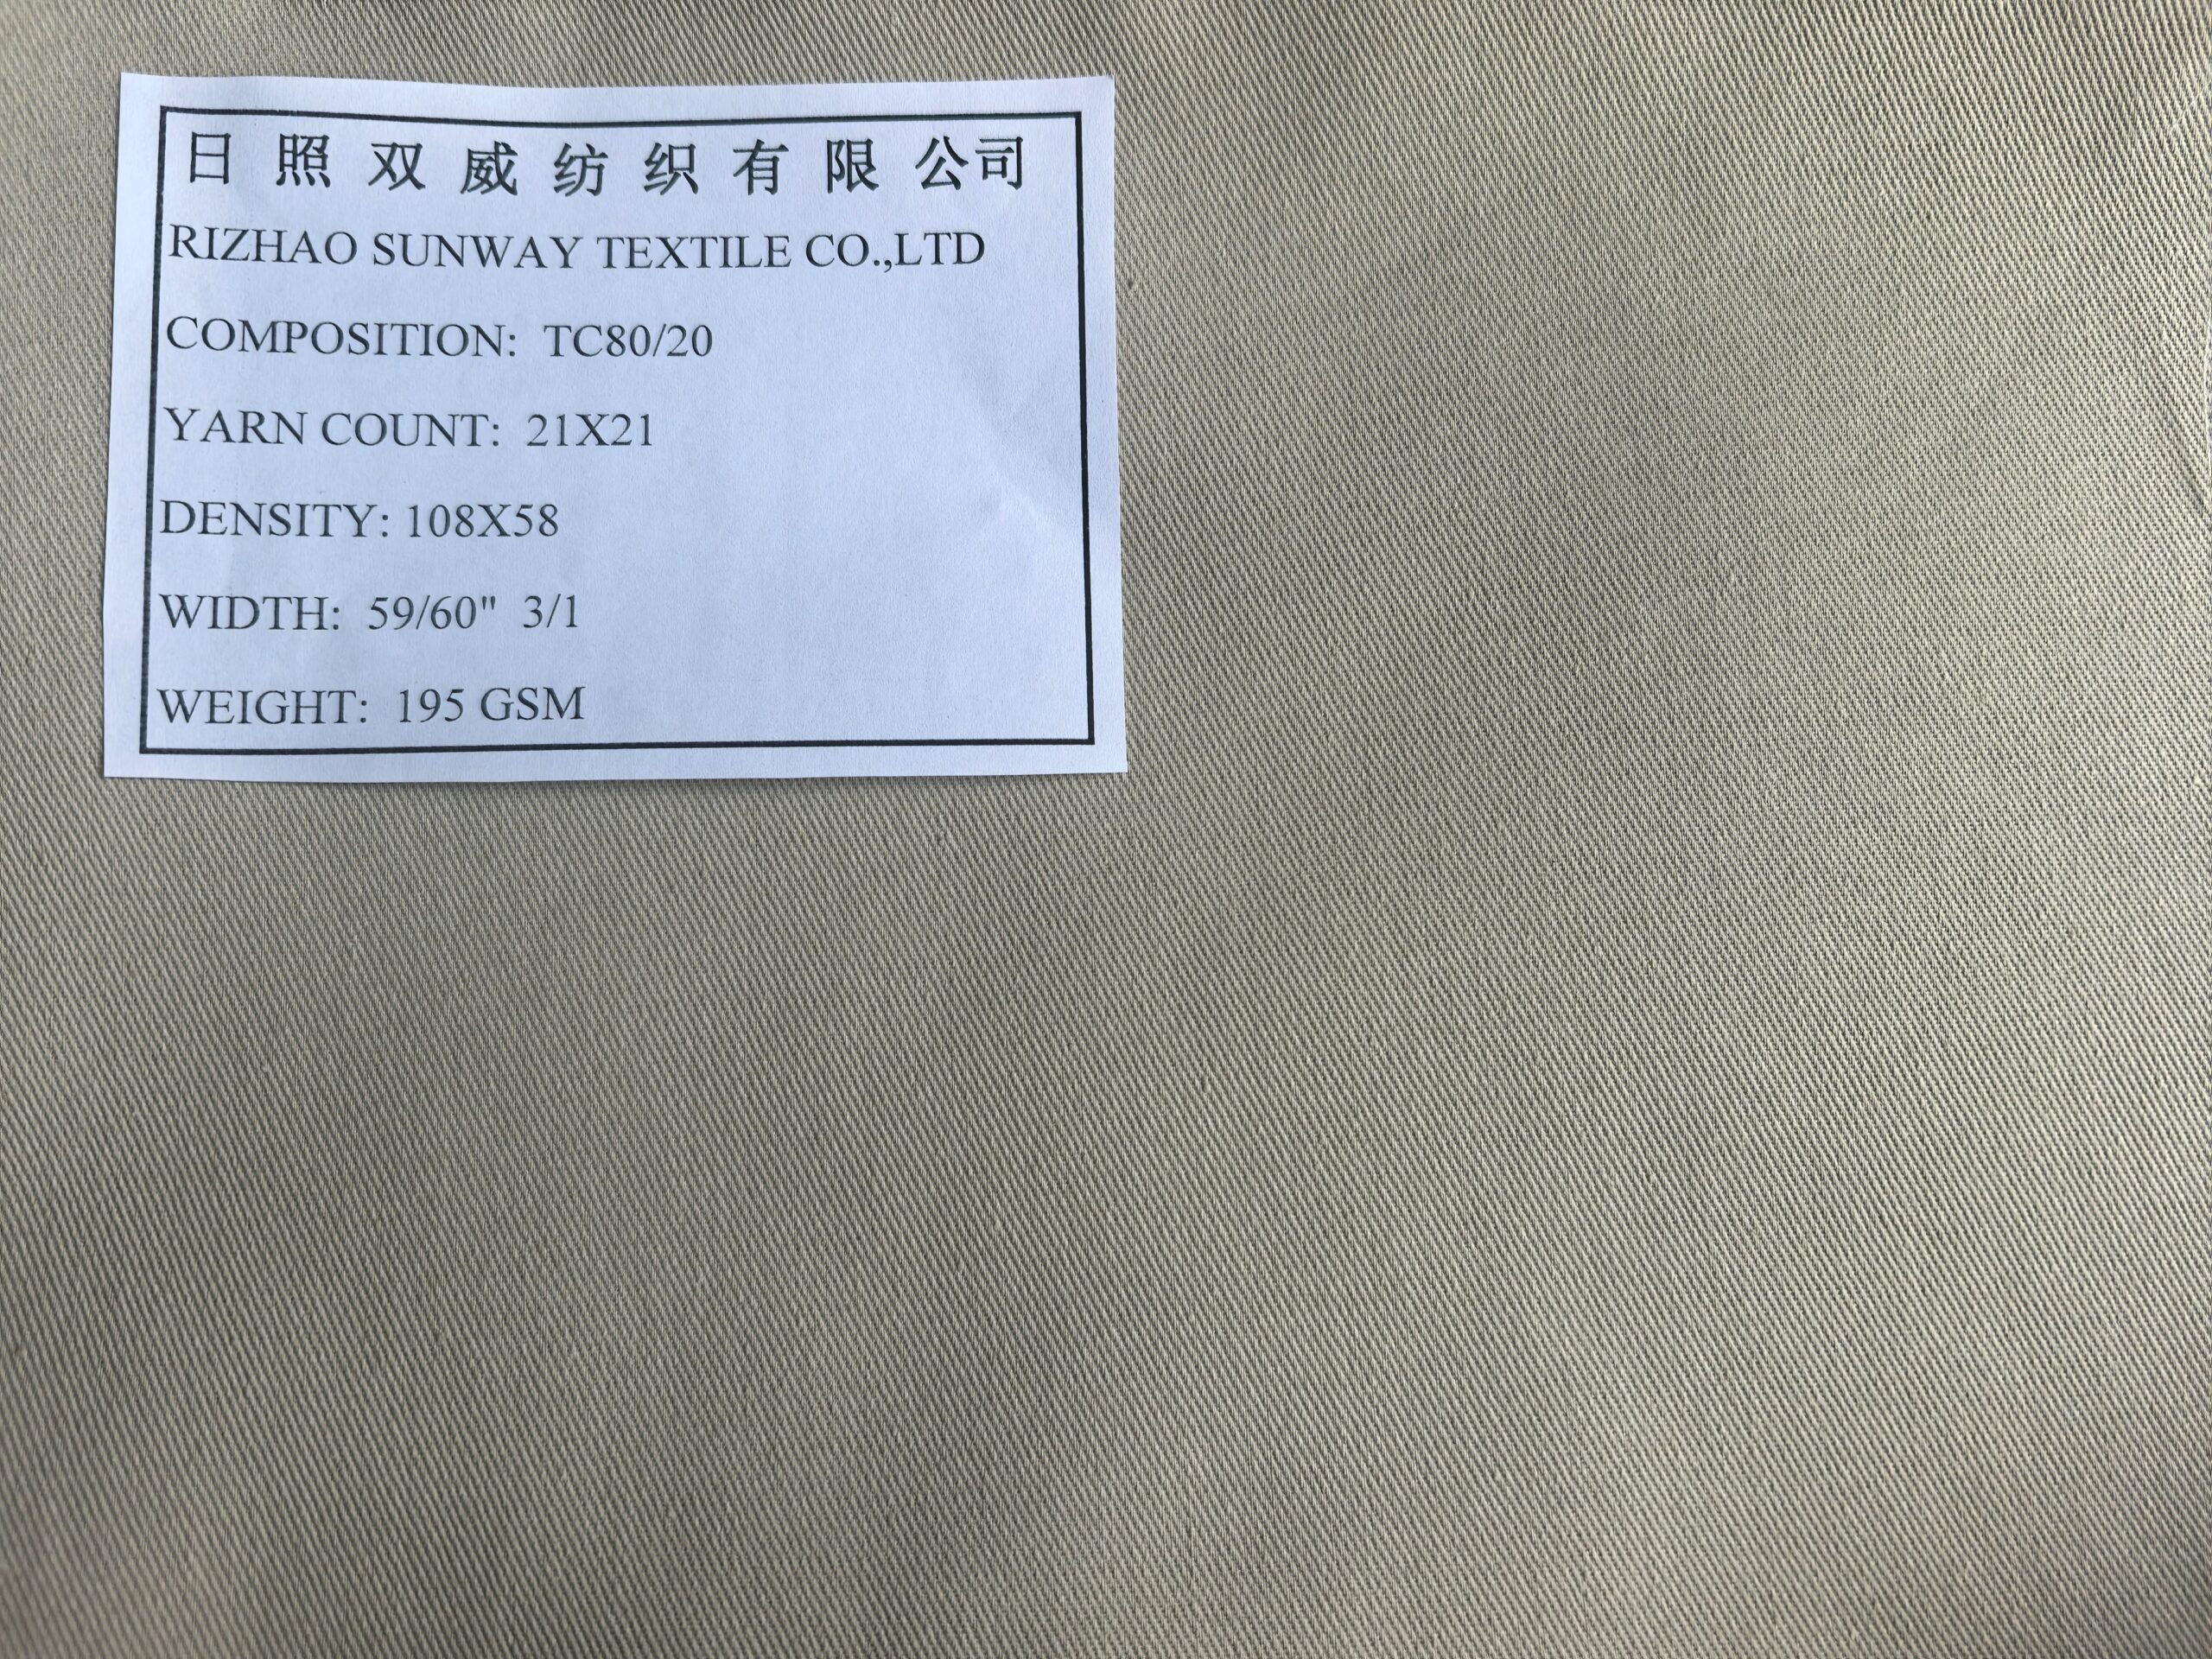 日照双威纺织有限公司
RIZHAO SUNWAY TEXTILE CO.,LTD
COMPOSITION: TC80/20
YARN COUNT: 21X21
DENSITY: 108X58
WIDTH: 59/60" 3/1
WEIGHT: 195 GSM